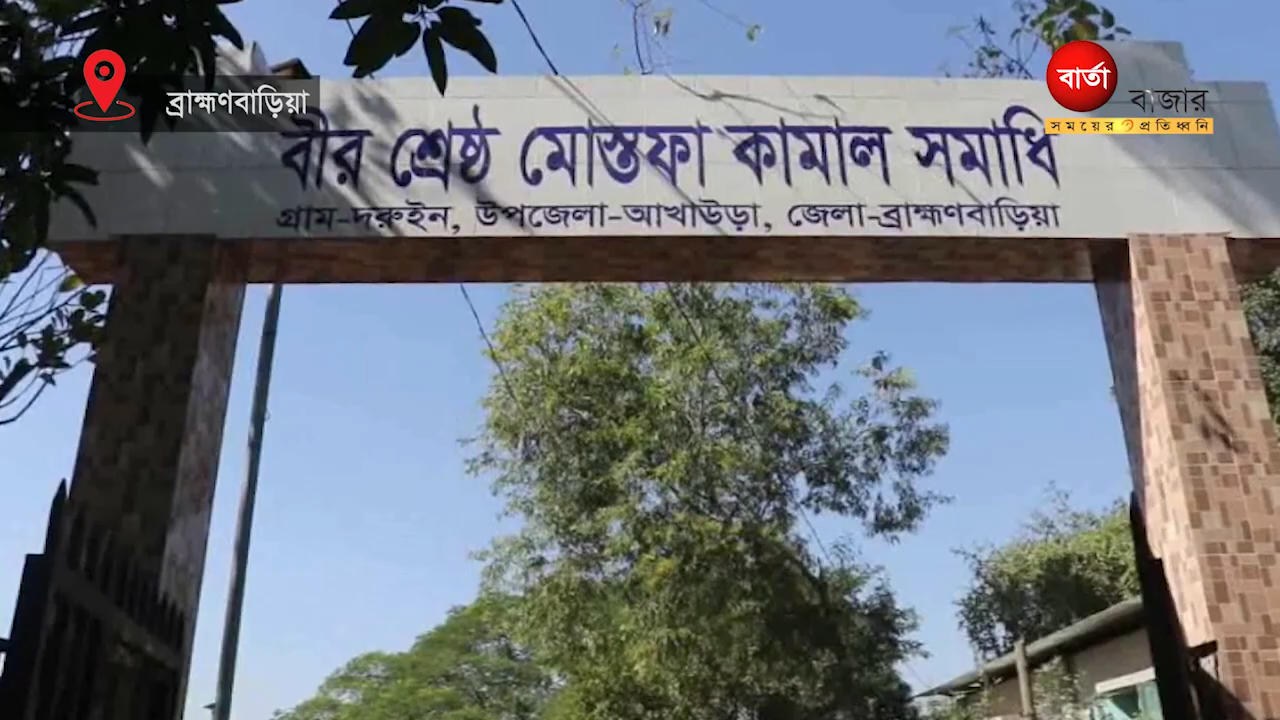 ব্রাহ্মণবাড়িয়া
বার্তা
বাজার
সময়ের প্রতিধ্বনি
বীর শ্রেষ্ঠ মোস্তফা কামাল সমাধি
গ্রাম-দরুইন, উপজেলা-আখাউড়া, জেলা-ব্রাহ্মণবাড়িয়া